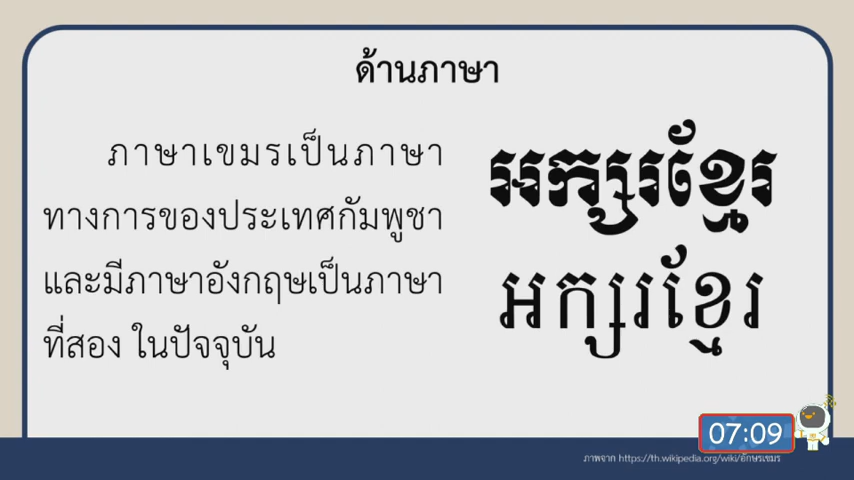 ด้านภาษา
ภาษาเขมรเป็นภาษา
ทางการของประเทศกัมพูชา
และมีภาษาอังกฤษเป็นภาษา
ที่สอง ในปัจจุบัน
អក្សរខ្មែរ
អក្សរខ្មែរ
07:09
ภาพจาก https://th.wikipedia.org/wiki/อักษรเขมร